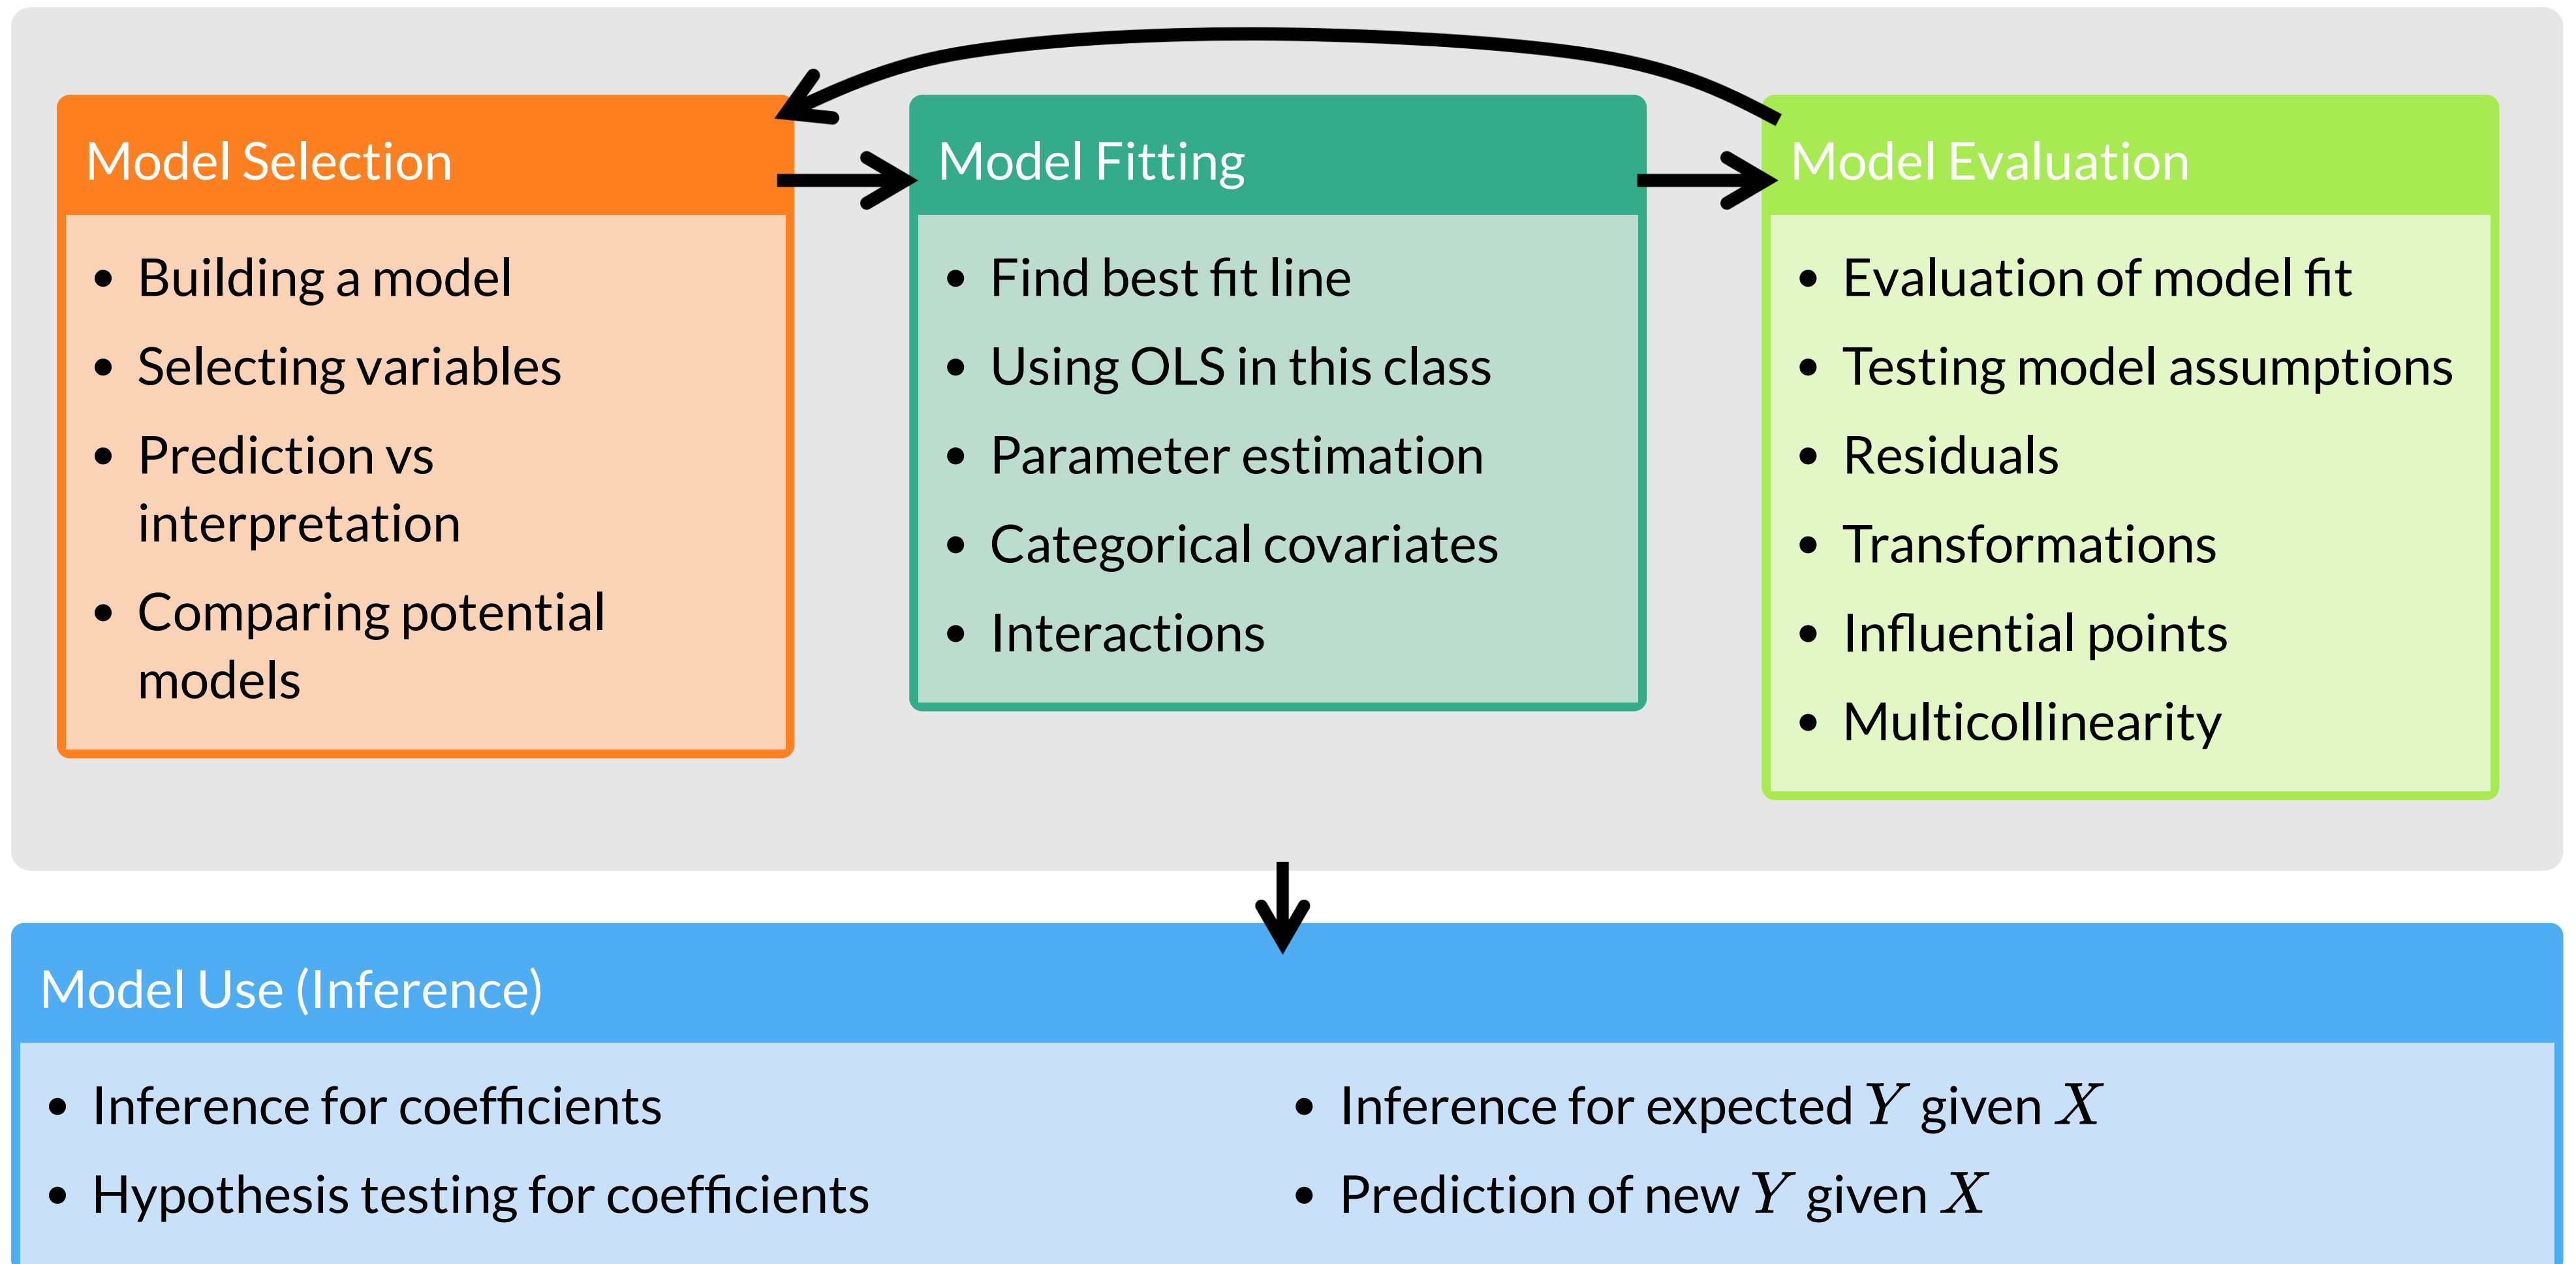 Model Selection
• Building a model
• Selecting variables
• Prediction vs
interpretation
• Comparing potential
models
Model Fitting
• Find best fit line
• Using OLS in this class
• Parameter estimation
• Categorical covariates
• Interactions
Model Evaluation
• Evaluation of model fit
• Testing model assumptions
• Residuals
• Transformations
• Influential points
• Multicollinearity
Model Use (Inference)
• Inference for coefficients
• Hypothesis testing for coefficients
• Inference for expected Y given X
• Prediction of new Y given X